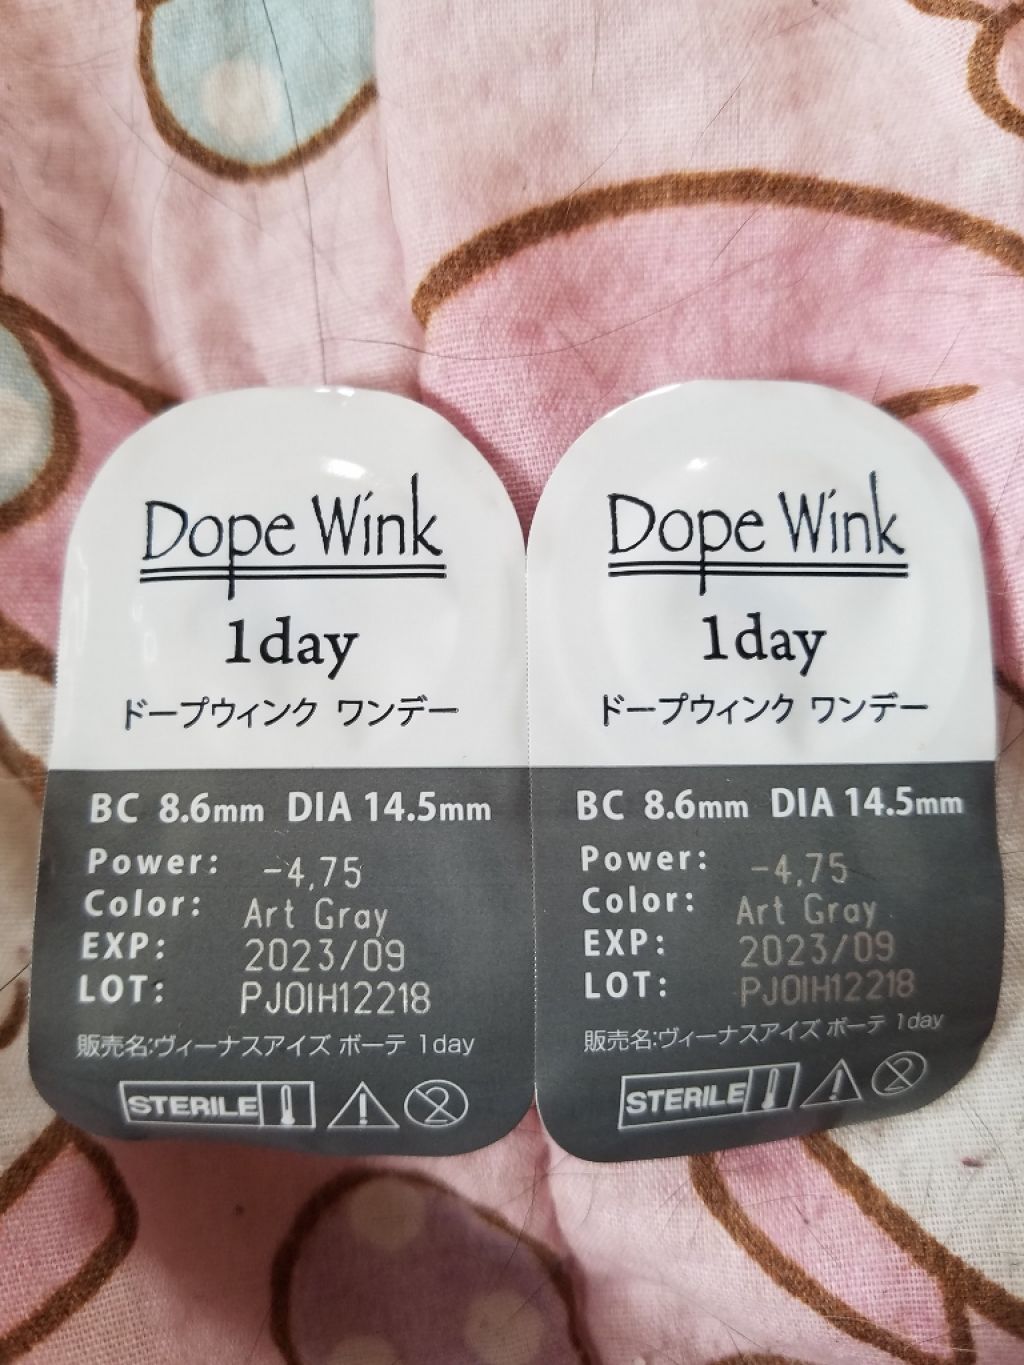 Dope Wink
1day
ドープウィンク ワンデー
BC 8.6mm DIA 14.5mm
Power: -4.75
Color: Art Gray
EXP: 2023/09
LOT: PJOIH12218
販売名:ヴィーナスアイズ ボーテ 1day
STERILE
Dope Wink
1day
ドープウィンク ワンデー
BC 8.6mm DIA 14.5mm
Power: -4.75
Color: Art Gray
EXP: 2023/09
LOT: PJOIH12218
販売名:ヴィーナスアイズ ボーテ 1day
STERILE